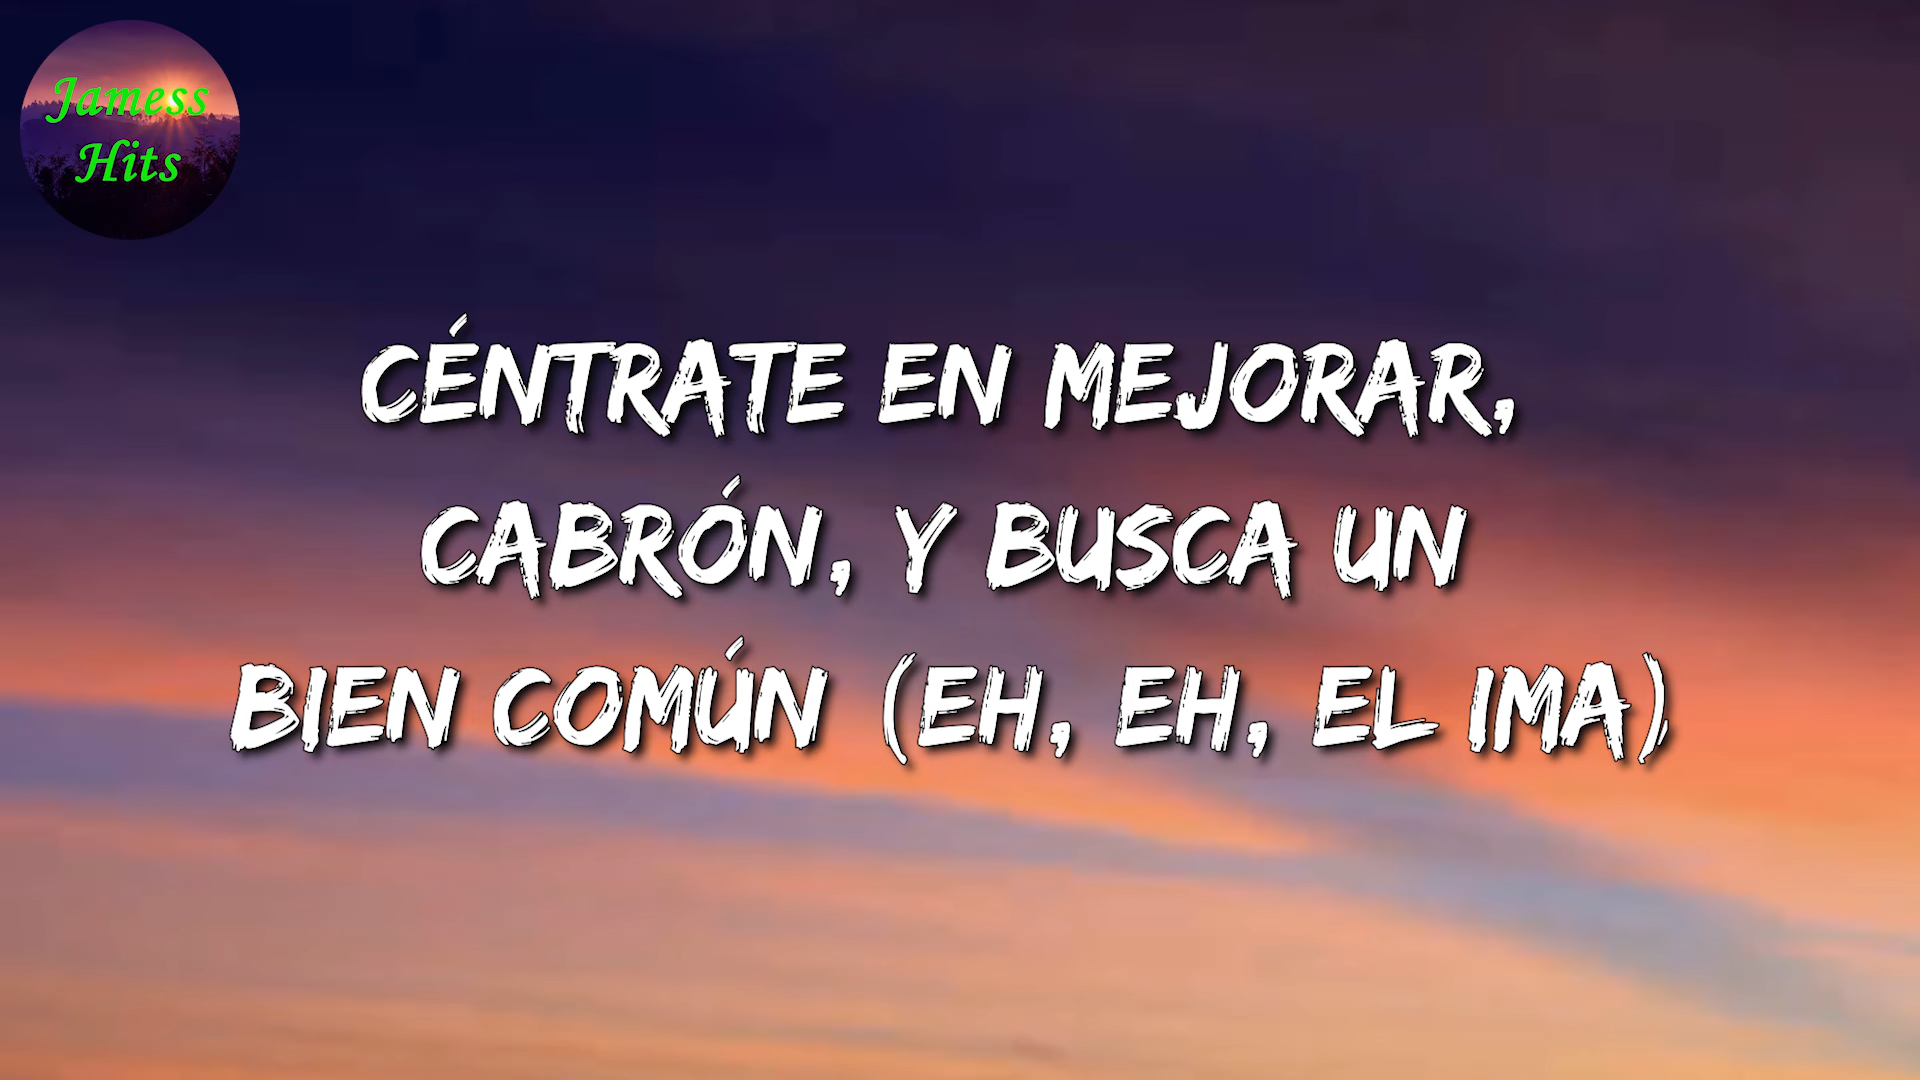 Jamess
Hits
CÉNTRATE EN MEJORAR,
CABRÓN, Y BUSCA UN
BIEN COMÚN (EH, EH, EL IMA)